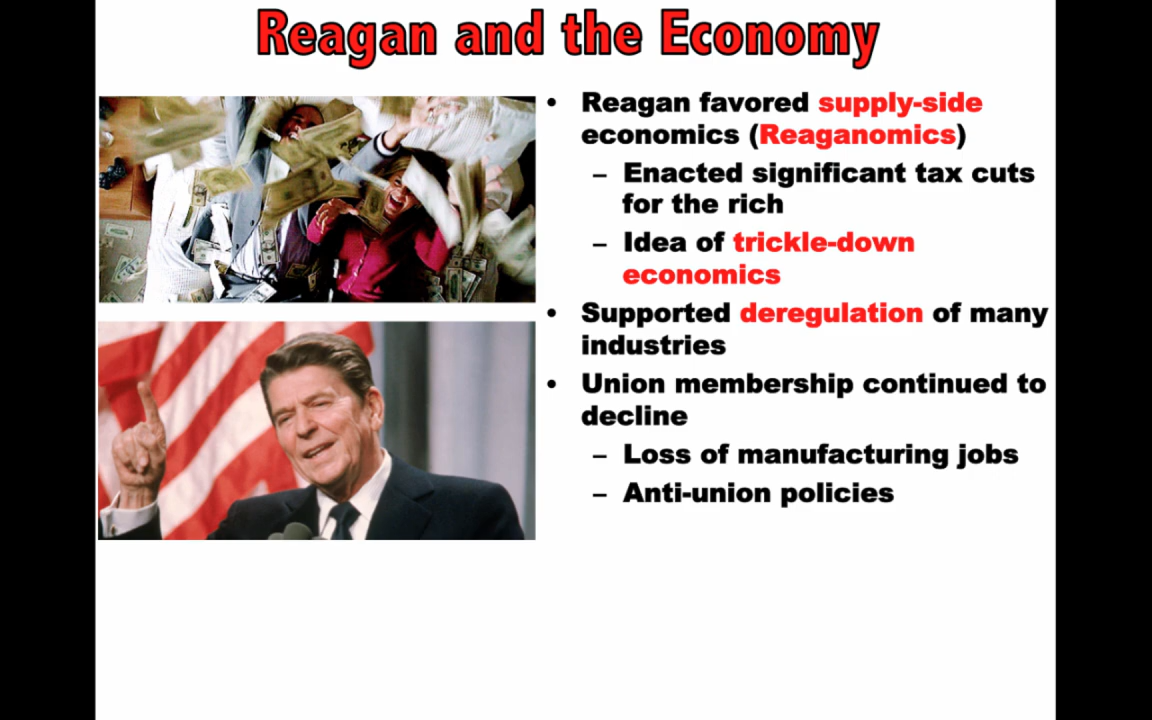 Reagan and the Economy
• Reagan favored supply-side
economics (Reaganomics)
– Enacted significant tax cuts
for the rich
– Idea of trickle-down
economics
• Supported deregulation of many
industries
• Union membership continued to
decline
– Loss of manufacturing jobs
– Anti-union policies